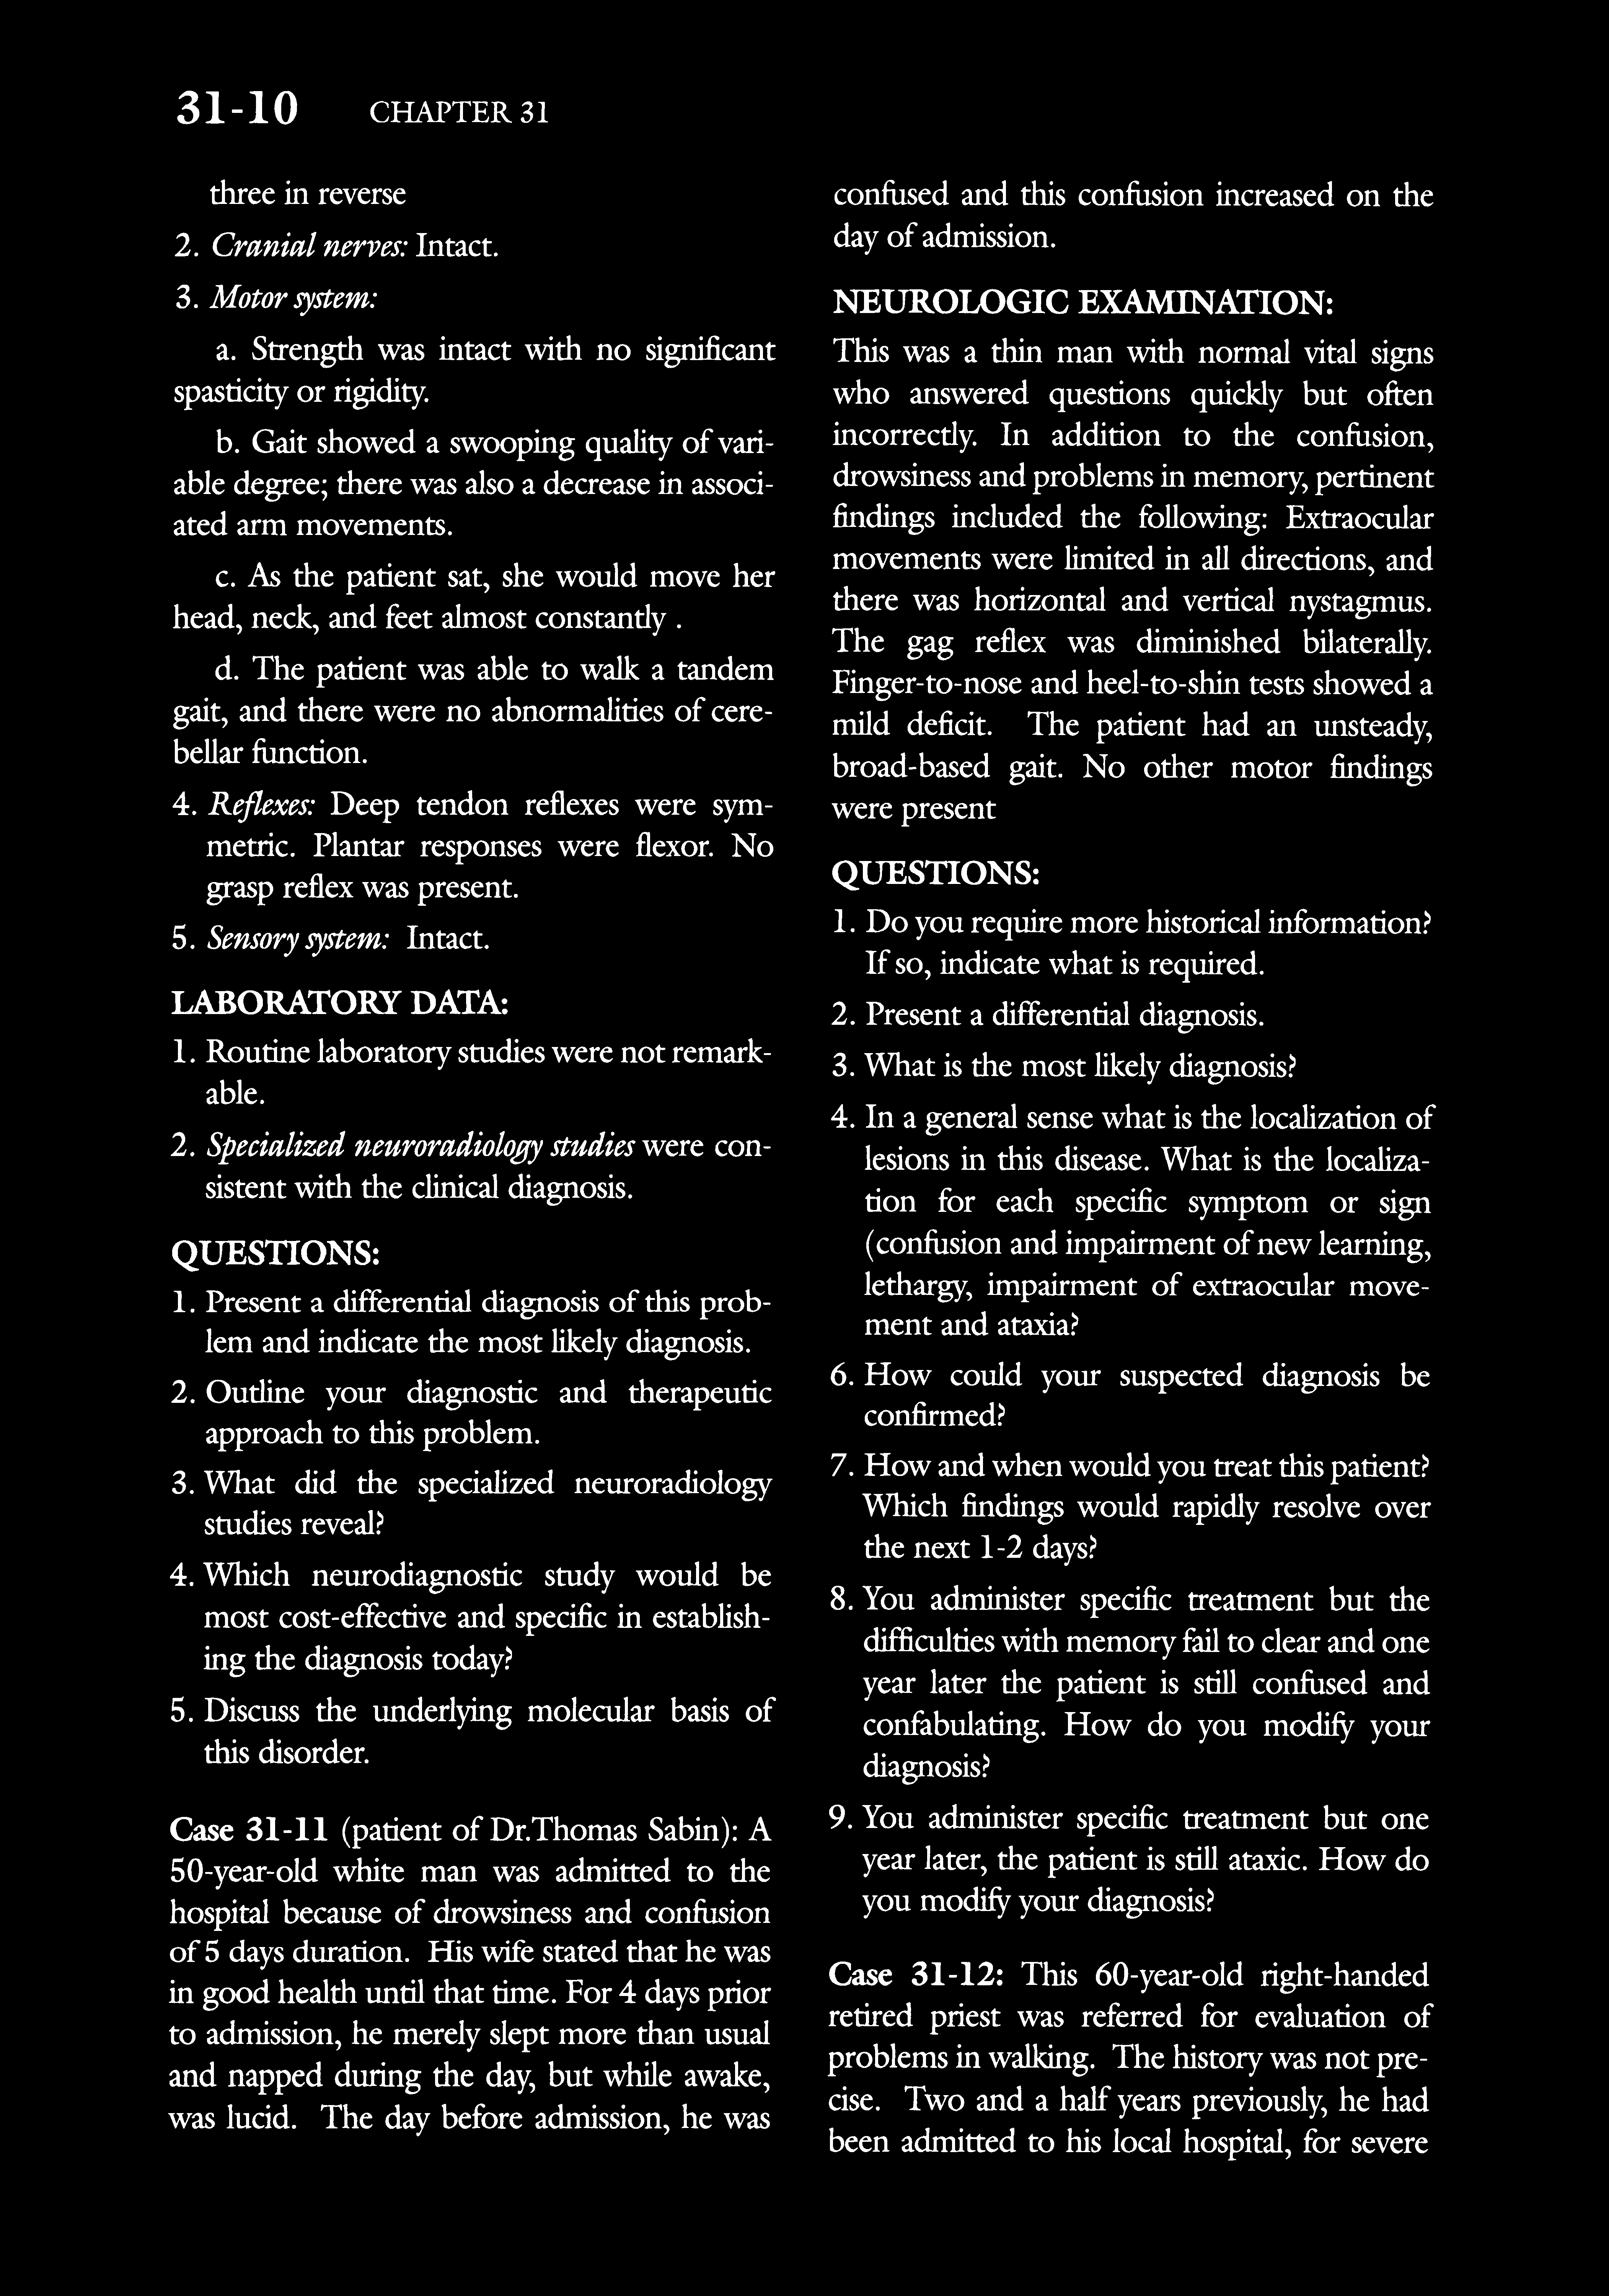 31-10 CHAPTER 31
three in reverse
2. Cranial nerves: Intact.
3. Motor system:
a. Strength was intact with no significant
spasticity or rigidity.
b. Gait showed a swooping quality of vari-
able degree; there was also a decrease in associ-
ated arm movements.
c. As the patient sat, she would move her
head, neck, and feet almost constantly .
d. The patient was able to walk a tandem
gait, and there were no abnormalities of cere-
bellar function.
4. Reflexes: Deep tendon reflexes were sym-
metric. Plantar responses were flexor. No
grasp reflex was present.
5. Sensory system: Intact.
LABORATORY DATA:
1. Routine laboratory studies were not remark-
able.
2. Specialized neuroradiology studies were con-
sistent with the clinical diagnosis.
QUESTIONS:
1. Present a differential diagnosis of this prob-
lem and indicate the most likely diagnosis.
2. Outline your diagnostic and therapeutic
approach to this problem.
3. What did the specialized neuroradiology
studies reveal?
4. Which neurodiagnostic study would be
most cost-effective and specific in establish-
ing the diagnosis today?
5. Discuss the underlying molecular basis of
this disorder.
Case 31-11 (patient of Dr.Thomas Sabin): A
50-year-old white man was admitted to the
hospital because of drowsiness and confusion
of 5 days duration. His wife stated that he was
in good health until that time. For 4 days prior
to admission, he merely slept more than usual
and napped during the day, but while awake,
was lucid. The day before admission, he was
confused and this confusion increased on the
day of admission.
NEUROLOGIC EXAMINATION:
This was a thin man with normal vital signs
who answered questions quickly but often
incorrectly. In addition to the confusion,
drowsiness and problems in memory, pertinent
findings included the following: Extraocular
movements were limited in all directions, and
there was horizontal and vertical nystagmus.
The gag reflex was diminished bilaterally.
Finger-to-nose and heel-to-shin tests showed a
mild deficit. The patient had an unsteady,
broad-based gait. No other motor findings
were present
QUESTIONS:
1. Do you require more historical information?
If so, indicate what is required.
2. Present a differential diagnosis.
3. What is the most likely diagnosis?
4. In a general sense what is the localization of
lesions in this disease. What is the localiza-
tion for each specific symptom or sign
(confusion and impairment of new learning,
lethargy, impairment of extraocular move-
ment and ataxia?
6. How could your suspected diagnosis be
confirmed?
7. How and when would you treat this patient?
Which findings would rapidly resolve over
the next 1-2 days?
8. You administer specific treatment but the
difficulties with memory fail to clear and one
year later the patient is still confused and
confabulating. How do you modify your
diagnosis?
9. You administer specific treatment but one
year later, the patient is still ataxic. How do
you modify your diagnosis?
Case 31-12: This 60-year-old right-handed
retired priest was referred for evaluation of
problems in walking. The history was not pre-
cise. Two and a half years previously, he had
been admitted to his local hospital, for severe